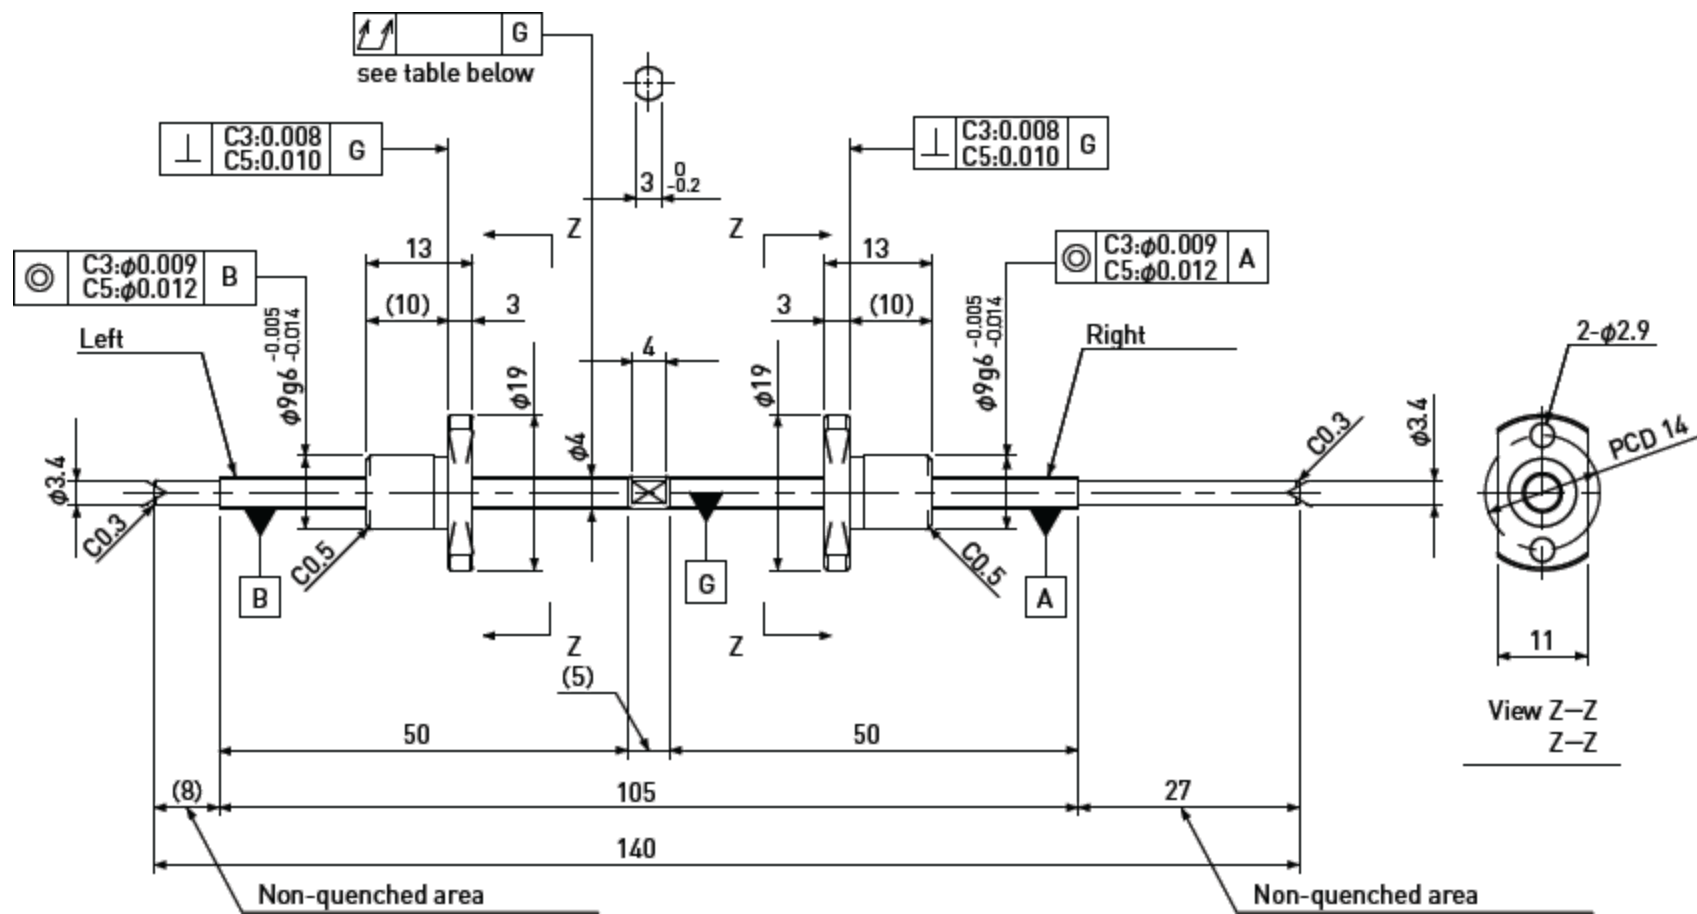 G
see table below
C3:0.008
C5:0.010
G
C3:0.008
C5:0.010
G
3 0
-0.2
Z
Z
C3:φ0.009
C5:φ0.012
B
13
13
C3:φ0.009
C5:φ0.012
A
(10)
3
3
(10)
Left
φ9g6 -0.005
-0.014
φ19
4
φ4
φ19
φ9g6 -0.005
-0.014
Right
2-φ2.9
φ3.4
C0.3
C0.5
C0.5
C0.3
φ3.4
PCD 14
B
G
A
Z
Z
(5)
11
50
50
View Z–Z
Z–Z
(8)
105
27
140
Non-quenched area
Non-quenched area